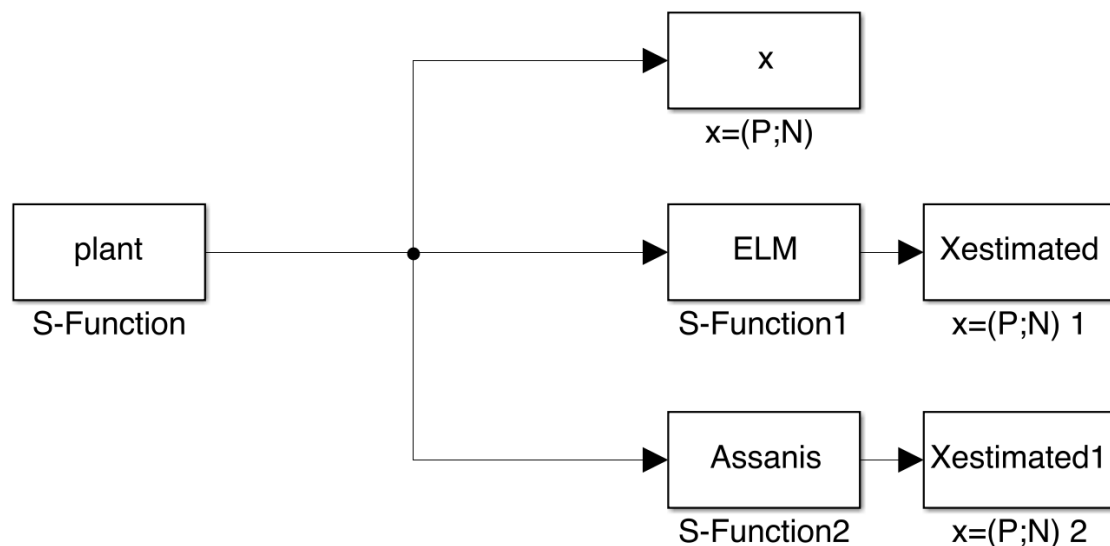 x
x=(P;N)
plant
S-Function
ELM
S-Function1
Xestimated
x=(P;N) 1
Assanis
S-Function2
Xestimated1
x=(P;N) 2